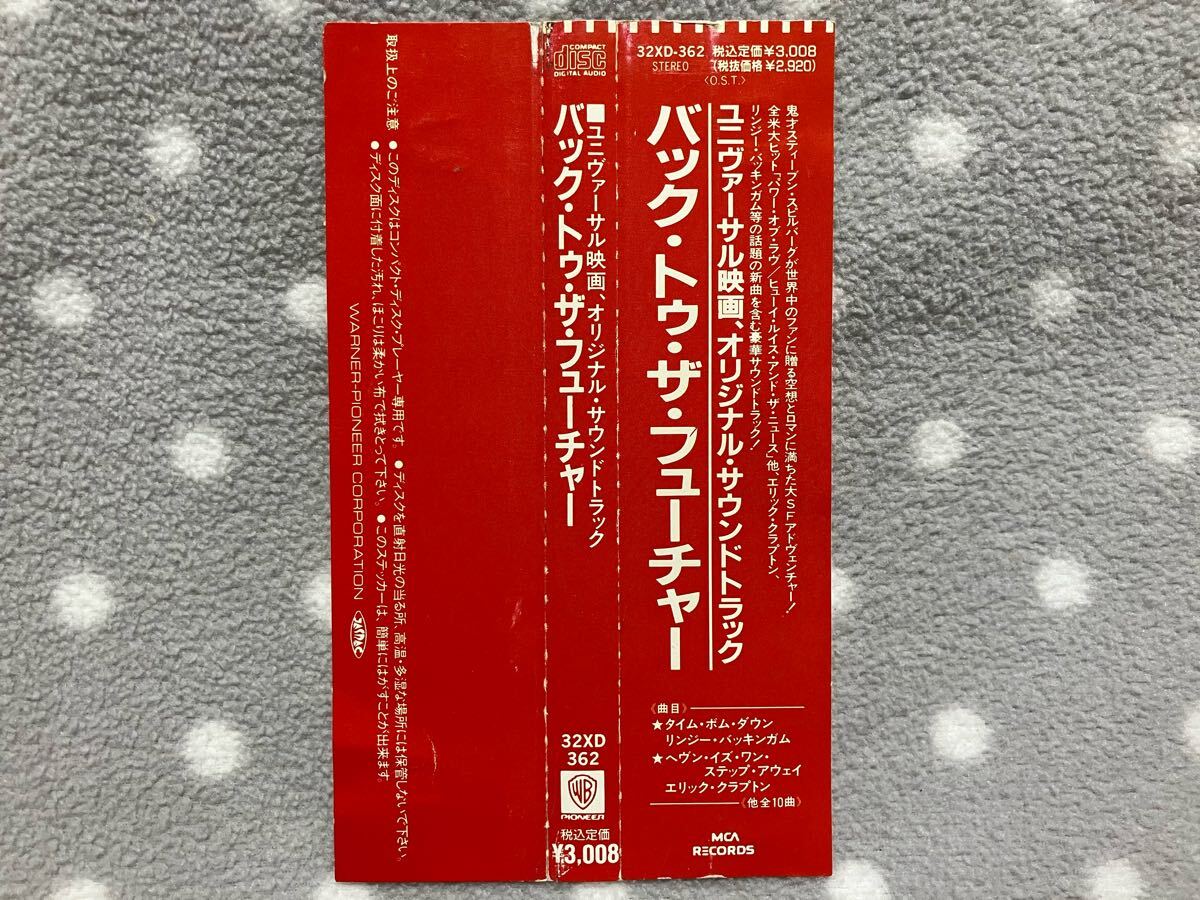 32XD-362 税込定価¥3,008
STEREO (税抜価格¥2,920)
〈O.S.T.〉
鬼才スティーブン・スピルバーグが世界中のファンに贈る空想とロマンに満ちた大SFアドヴェンチャー!
全米大ヒット「パワー・オブ・ラヴ/ヒューイ・ルイス・アンド・ザ・ニュース」他、エリック・クラプトン、
リンジー・バッキンガム等の話題の新曲を含む豪華サウンドトラック!
ユニヴァーサル映画、オリジナル・サウンドトラック
バック・トゥ・ザ・フューチャー
《曲目》
★タイム・ボム・ダウン
リンジー・バッキンガム
★ヘヴン・イズ・ワン・
ステップ・アウェイ
エリック・クラプトン
《他全10曲》
MCA
RECORDS
COMPACT
disc
DIGITAL AUDIO
■ユニヴァーサル映画、オリジナル・サウンドトラック
バック・トゥ・ザ・フューチャー
32XD
362
WB
PIONEER
税込定価
¥3,008
取扱上のご注意 ●このディスクはコンパクト・ディスク・プレーヤー専用です。 ●ディスクを直射日光の当る所、高温・多湿な場所には保管しないで下さい。
●ディスク面に付着した汚れ、ほこりは柔かい布で拭きとって下さい。 ●このステッカーは、簡単にはがすことが出来ます。
WARNER-PIONEER CORPORATION